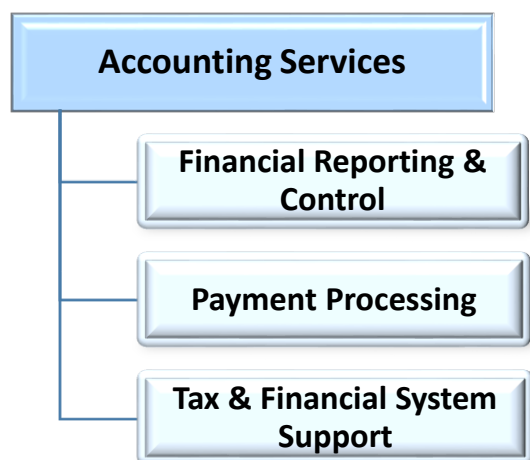 Accounting Services
Financial Reporting &
Control
Payment Processing
Tax & Financial System
Support